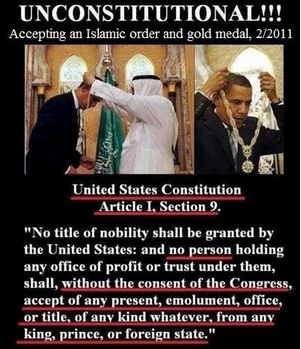 UNCONSTITUTIONAL!!!
Accepting an Islamic order and gold medal, 2/2011
United States Constitution
Article I, Section 9.
"No title of nobility shall be granted by
the United States: and no person holding
any office of profit or trust under them,
shall, without the consent of the Congress,
accept of any present, emolument, office,
or title, of any kind whatever, from any
king, prince, or foreign state."